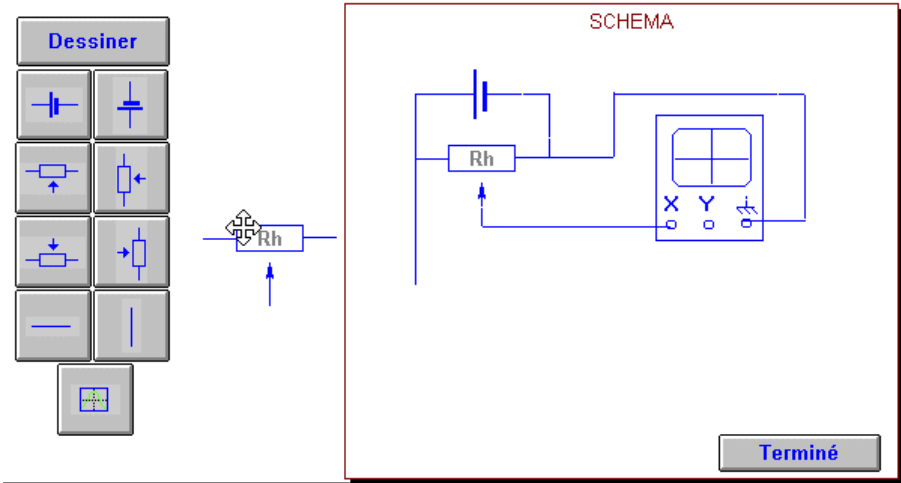 SCHEMA
Dessiner
Rh
Rh
X Y
Terminé